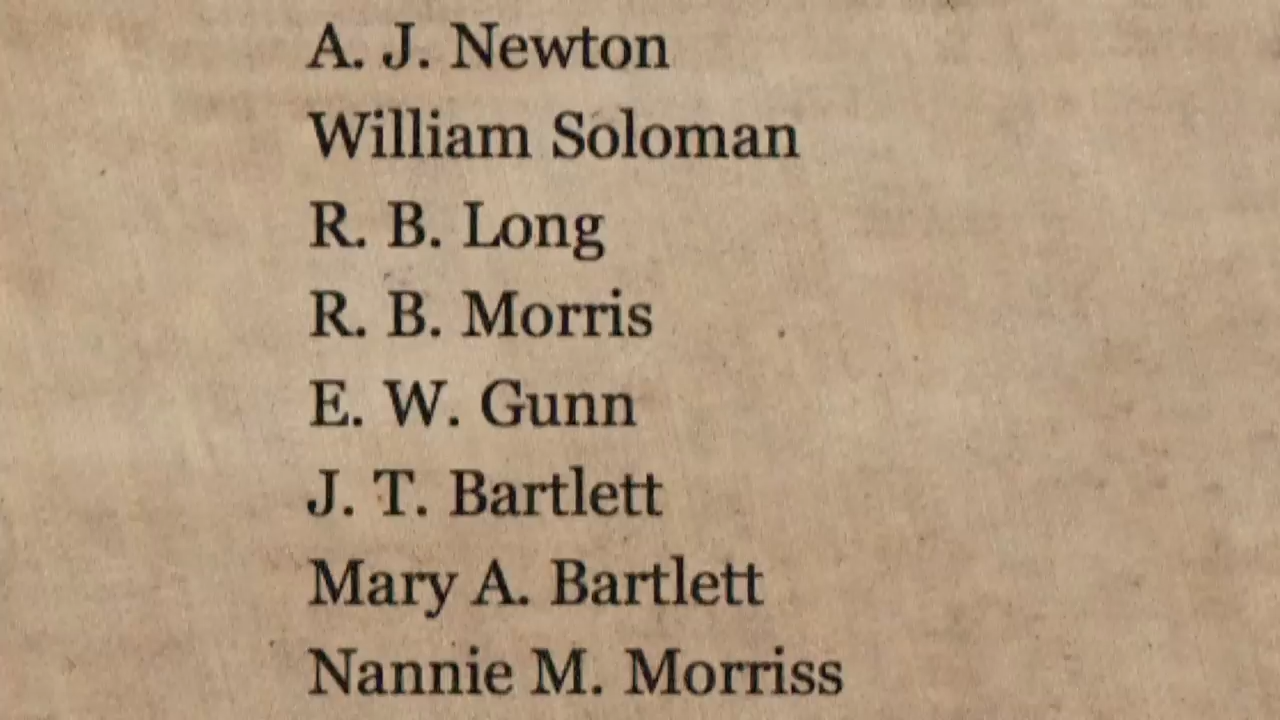 A. J. Newton
William Soloman
R. B. Long
R. B. Morris
E. W. Gunn
J. T. Bartlett
Mary A. Bartlett
Nannie M. Morriss